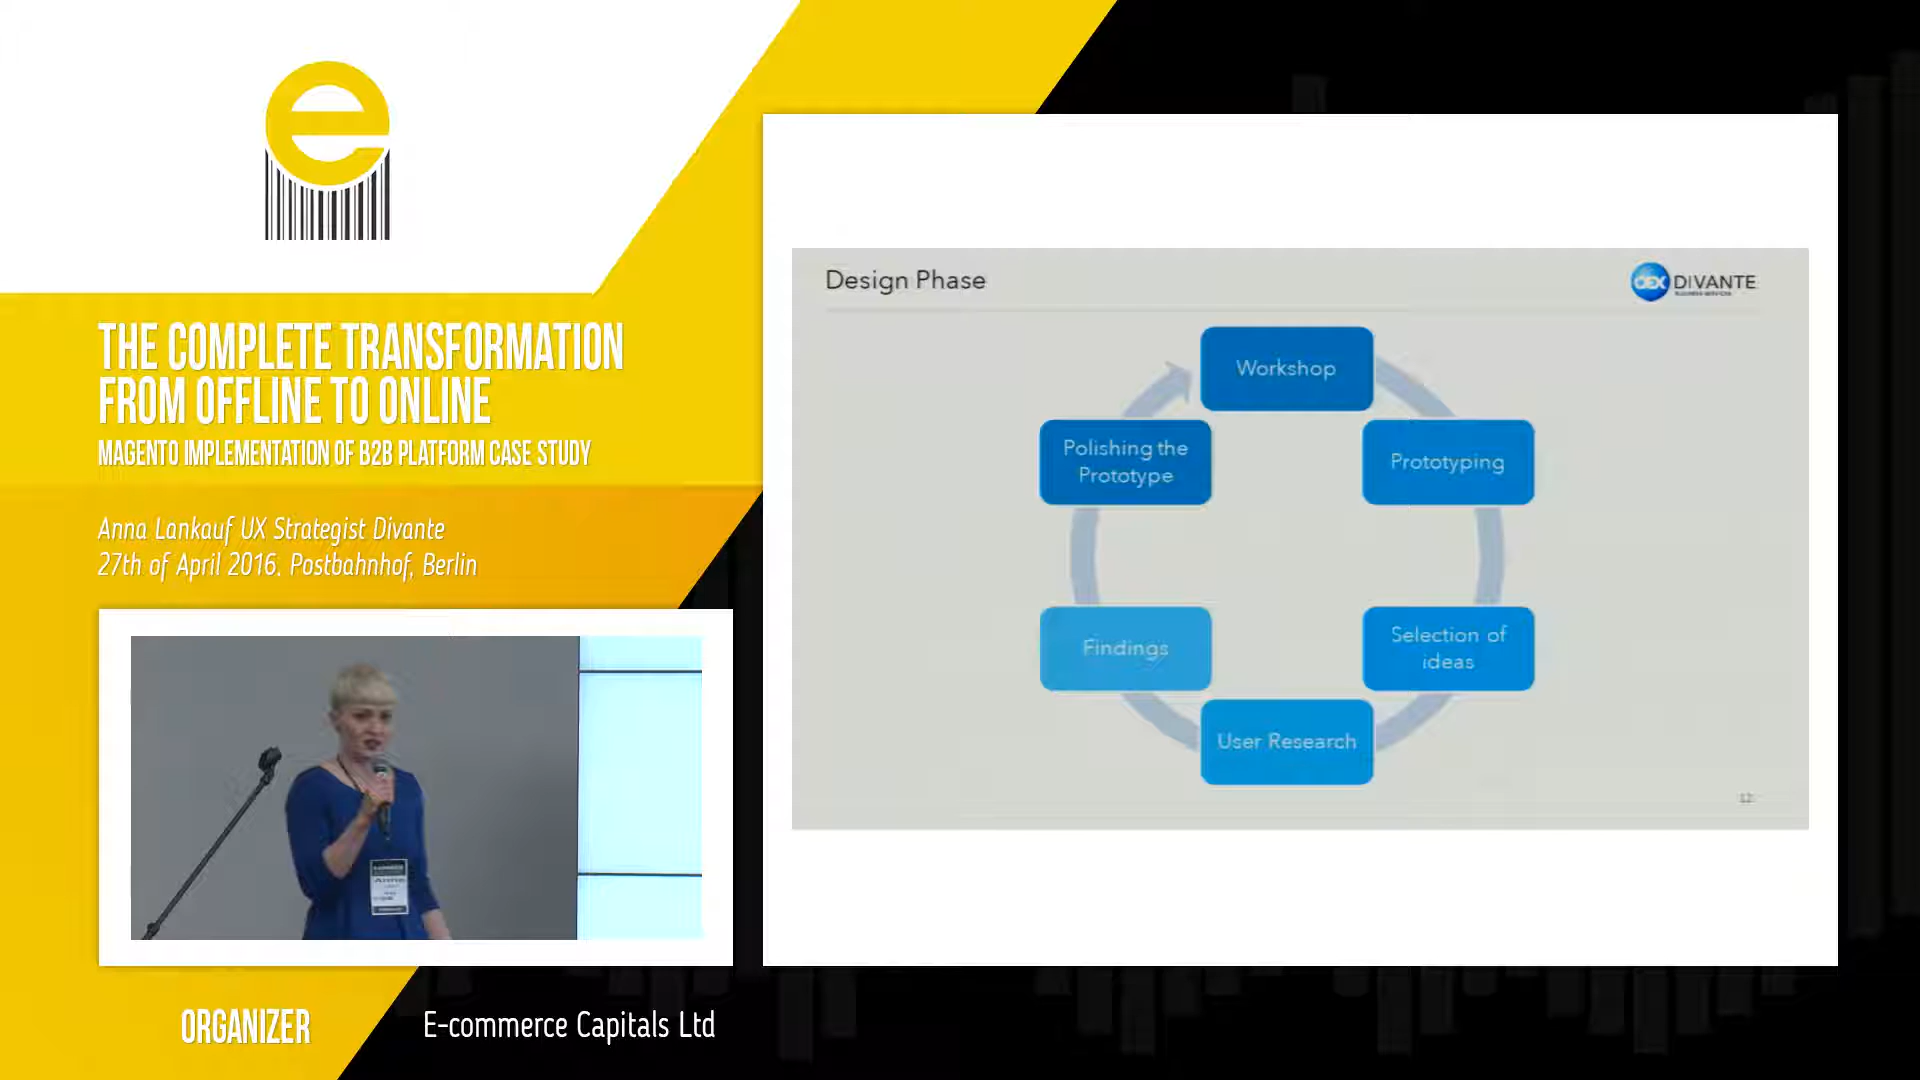 THE COMPLETE TRANSFORMATION
FROM OFFLINE TO ONLINE
MAGENTO IMPLEMENTATION OF B2B PLATFORM CASE STUDY
Anna Lankauf UX Strategist Divante
27th of April 2016, Postbahnhof, Berlin
ORGANIZER
E-commerce Capitals Ltd
Design Phase
OEX DIVANTE
Workshop
Polishing the
Prototype
Prototyping
Findings
Selection of
ideas
User Research
12